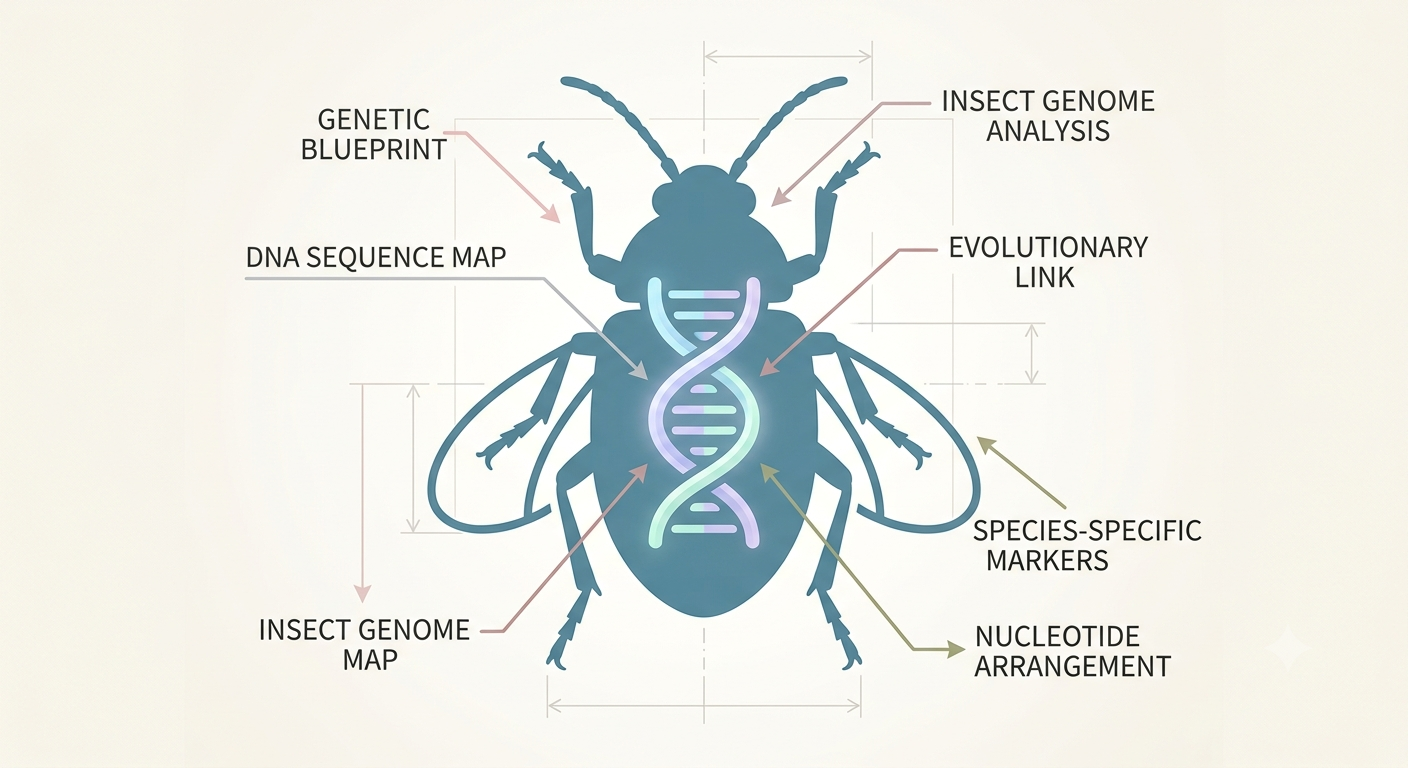 GENETIC
BLUEPRINT
INSECT GENOME
ANALYSIS
DNA SEQUENCE MAP
EVOLUTIONARY
LINK
SPECIES-SPECIFIC
MARKERS
INSECT GENOME
MAP
NUCLEOTIDE
ARRANGEMENT